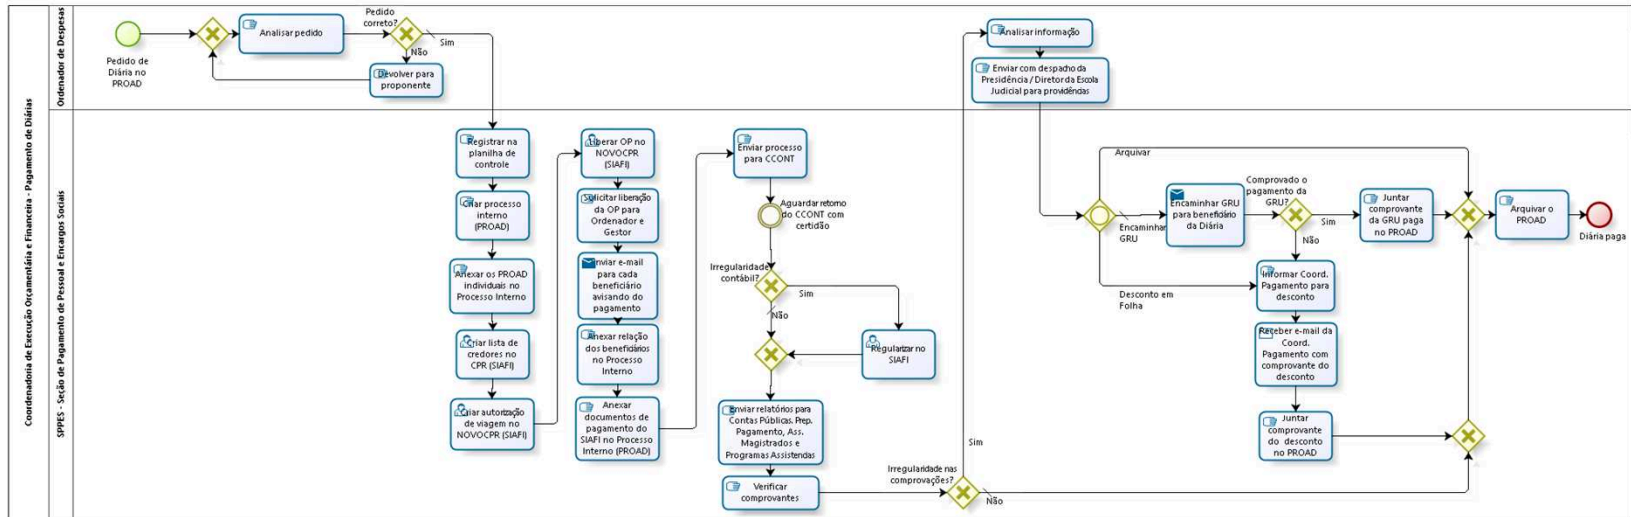 Coordenadoria de Execução Orçamentária e Financeira - Pagamento de Diárias
Ordenador de Despesas
Pedido de
Diária no
PROAD
Analisar pedido
Pedido
correto?
Sim
Não
Devolver para
proponente
Analisar informação
Enviar com despacho da
Presidência / Diretor da Escola
Judicial para providências
SPPES - Seção de Pagamento de Pessoal e Encargos Sociais
Registrar na
planilha de
controle
Criar processo
interno
(PROAD)
Anexar os PROAD
individuais no
Processo Interno
Criar lista de
credores no
CPR (SIAFI)
Criar autorização
de viagem no
NOVOCPR (SIAFI)
Liberar OP no
NOVOCPR
(SIAFI)
Solicitar liberação
da OP para
Ordenador e
Gestor
Enviar e-mail
para cada
beneficiário
avisando do
pagamento
Anexar relação
dos beneficiários
no Processo
Interno
Anexar
documentos de
pagamento do
SIAFI no Processo
Interno (PROAD)
Enviar processo
para CCONT
Aguardar retorno
do CCONT com
certidão
Irregularidade
contábil?
Sim
Não
Regularizar no
SIAFI
Enviar relatórios para
Contas Públicas. Prep.
Pagamento, Ass.
Magistrados e
Programas Assistendas
Verificar
comprovantes
Irregularidade nas
comprovações?
Sim
Não
Arquivar
Encaminhar
GRU
Desconto em
Folha
Encaminhar GRU
para beneficiário
da Diária
Comprovado o
pagamento da
GRU?
Sim
Não
Juntar
comprovante
da GRU paga
no PROAD
Informar Coord.
Pagamento para
desconto
Receber e-mail da
Coord.
Pagamento com
comprovante do
desconto
Juntar
comprovante
do desconto
no PROAD
Arquivar o
PROAD
Diária paga